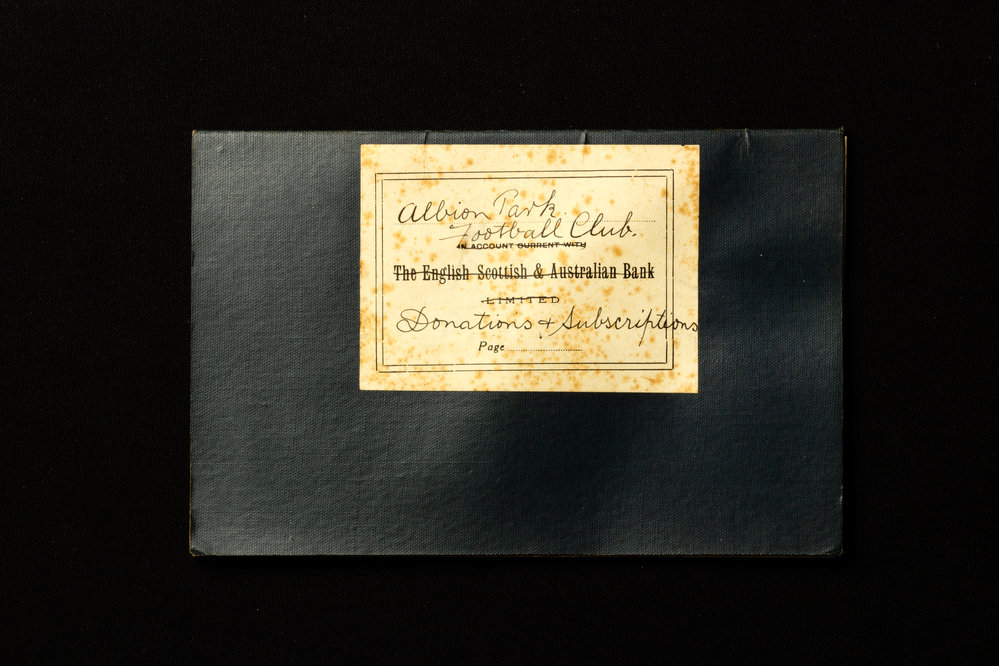 Albion Park
Football Club.
IN ACCOUNT CURRENT WITH
The English Scottish & Australian Bank
LIMITED
Donations & Subscriptions
Page